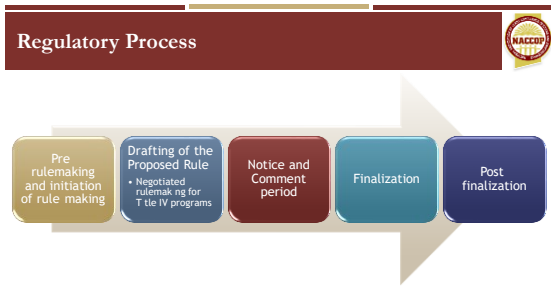 Regulatory Process
NACCOP
Pre
rulemaking
and initiation
of rule making
Drafting of the
Proposed Rule
• Negotiated
rulemak ng for
T tle IV programs
Notice and
Comment
period
Finalization
Post
finalization